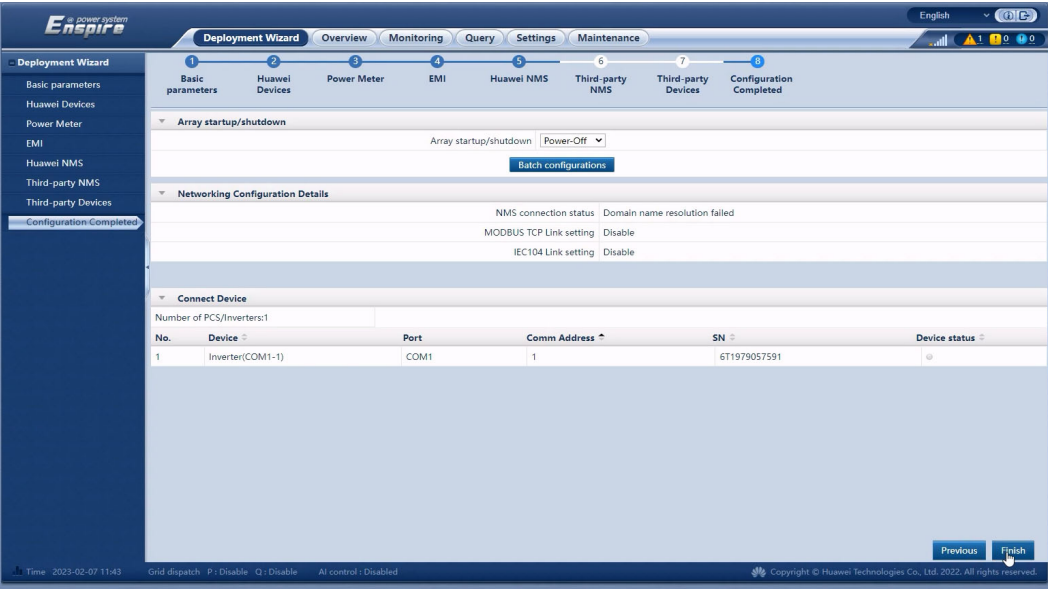 e power system
Enspire
English
Deployment Wizard Overview Monitoring Query Settings Maintenance
1 0 0
Deployment Wizard
Basic parameters
Huawei Devices
Power Meter
EMI
Huawei NMS
Third-party NMS
Third-party Devices
Configuration Completed
1 2 3 4 5 6 7 8
Basic parameters
Huawei Devices
Power Meter
EMI
Huawei NMS
Third-party NMS
Third-party Devices
Configuration Completed
Array startup/shutdown
Array startup/shutdown Power-Off
Batch configurations
Networking Configuration Details
NMS connection status Domain name resolution failed
MODBUS TCP Link setting Disable
IEC104 Link setting Disable
Connect Device
Number of PCS/Inverters:1
No. Device Port Comm Address SN Device status
1 Inverter(COM1-1) COM1 1 6T1979057591
Previous Finish
Time 2023-02-07 11:43 Grid dispatch P : Disable Q : Disable AI control : Disabled Copyright © Huawei Technologies Co., Ltd. 2022. All rights reserved.